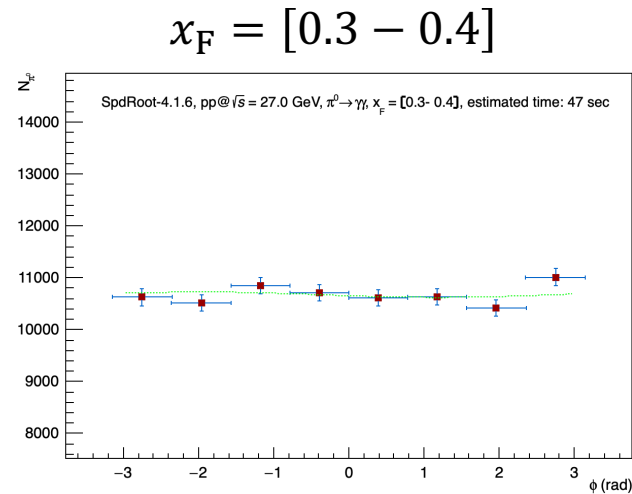 x_F = [0.3 − 0.4]
N_π⁰
SpdRoot-4.1.6, pp@√s = 27.0 GeV, π⁰→γγ, x_F = [0.3- 0.4], estimated time: 47 sec
14000
13000
12000
11000
10000
9000
8000
−3 −2 −1 0 1 2 3
ϕ (rad)